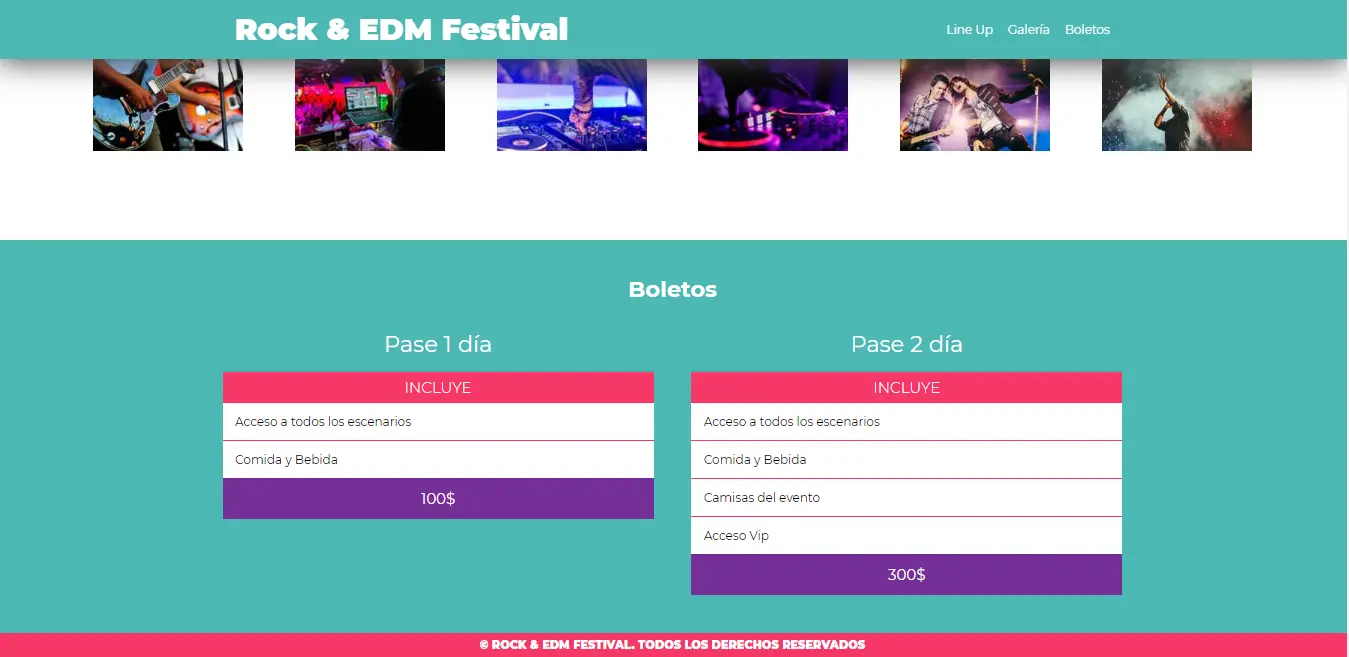 Rock & EDM Festival
Line Up Galería Boletos
Boletos
Pase 1 día
INCLUYE
Acceso a todos los escenarios
Comida y Bebida
100$
Pase 2 día
INCLUYE
Acceso a todos los escenarios
Comida y Bebida
Camisas del evento
Acceso Vip
300$
© ROCK & EDM FESTIVAL. TODOS LOS DERECHOS RESERVADOS